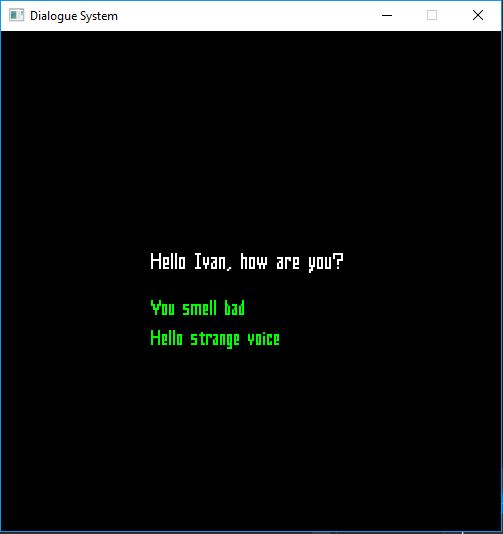 Dialogue System
Hello Ivan, how are you?
You smell bad
Hello strange voice